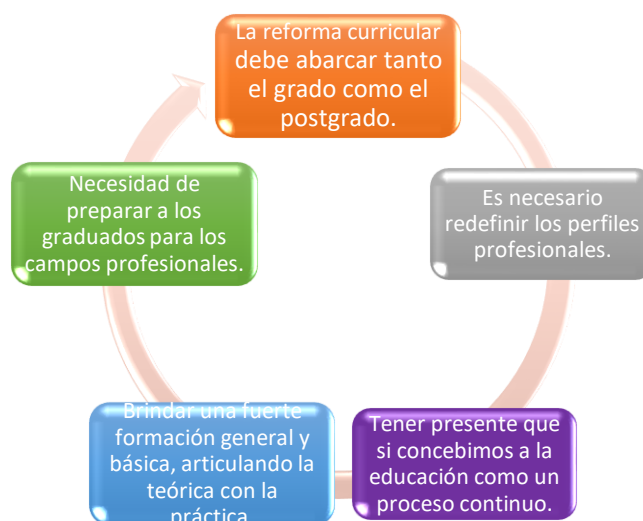 La reforma curricular
debe abarcar tanto
el grado como el
postgrado.
Es necesario
redefinir los perfiles
profesionales.
Tener presente que
si concebimos a la
educación como un
proceso continuo.
Brindar una fuerte
formación general y
básica, articulando la
teórica con la
práctica
Necesidad de
preparar a los
graduados para los
campos profesionales.